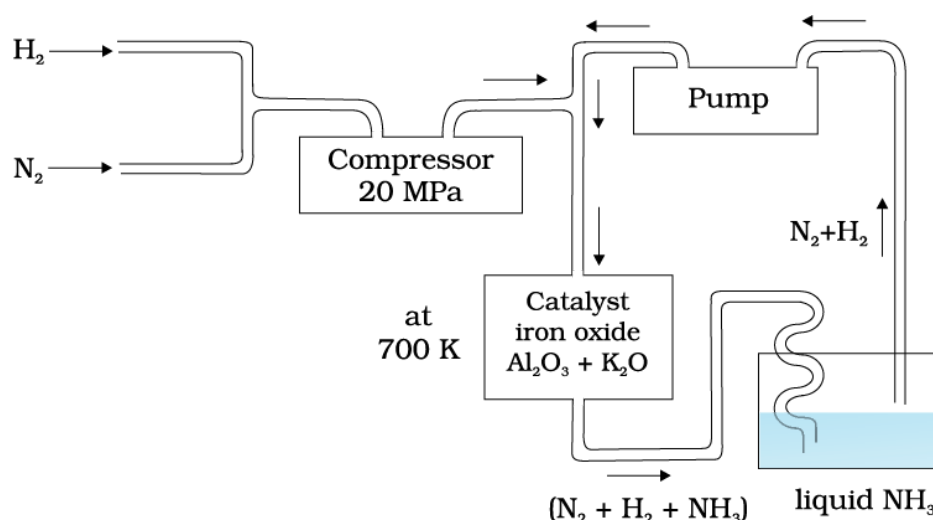 H₂
N₂
Compressor
20 MPa
Pump
N₂+H₂
at
700 K
Catalyst
iron oxide
Al₂O₃ + K₂O
(N₂ + H₂ + NH₃)
liquid NH₃